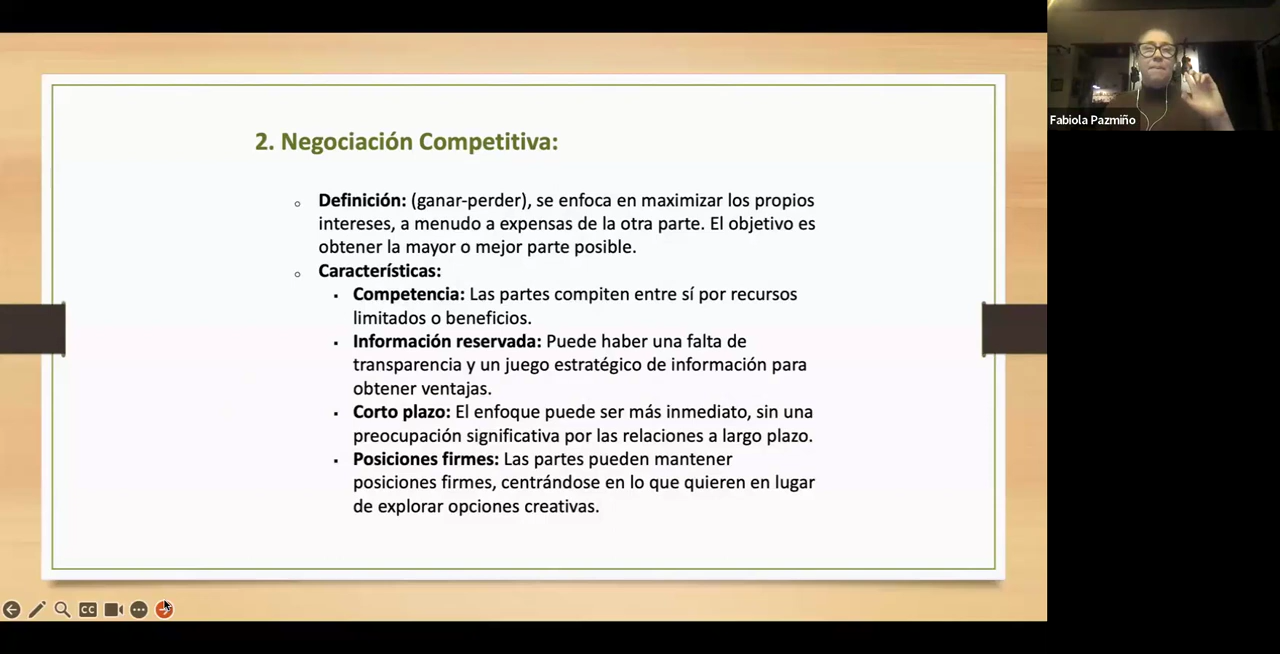 2. Negociación Competitiva:
Definición: (ganar-perder), se enfoca en maximizar los propios
intereses, a menudo a expensas de la otra parte. El objetivo es
obtener la mayor o mejor parte posible.
Características:
Competencia: Las partes compiten entre sí por recursos
limitados o beneficios.
Información reservada: Puede haber una falta de
transparencia y un juego estratégico de información para
obtener ventajas.
Corto plazo: El enfoque puede ser más inmediato, sin una
preocupación significativa por las relaciones a largo plazo.
Posiciones firmes: Las partes pueden mantener
posiciones firmes, centrándose en lo que quieren en lugar
de explorar opciones creativas.
Fabiola Pazmiño
CC